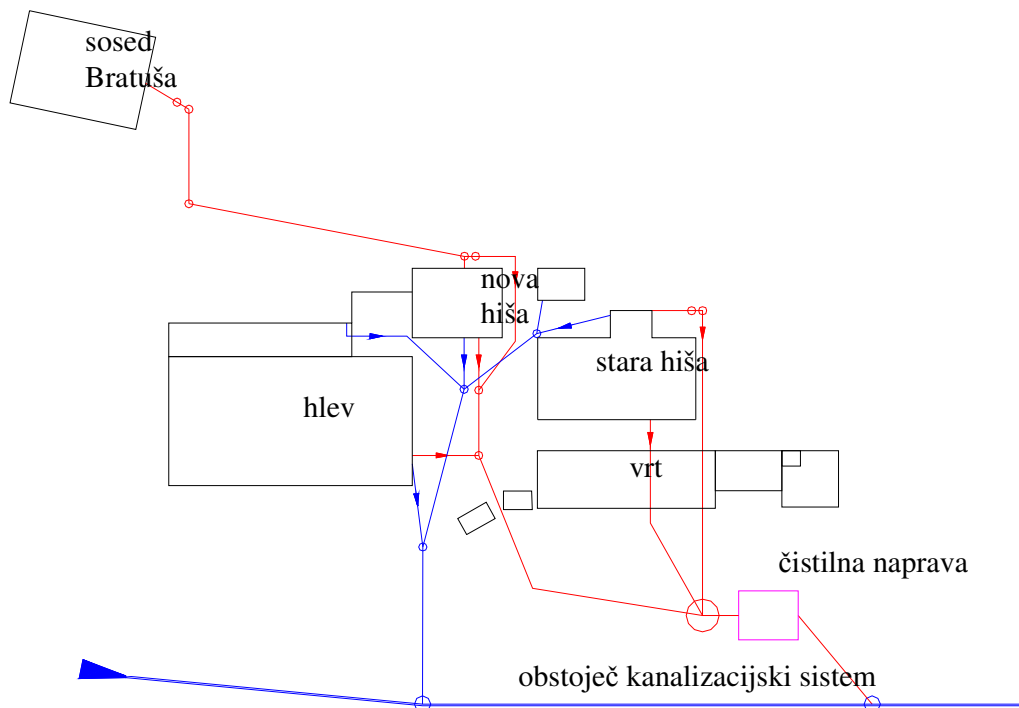 sosed
Bratuša
nova
hiša
stara hiša
hlev
vrt
čistilna naprava
obstoječ kanalizacijski sistem